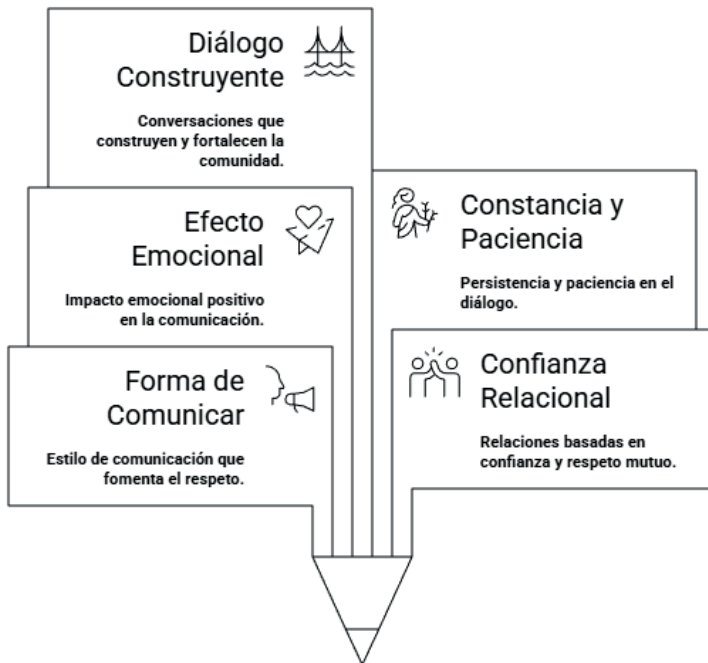 Diálogo
Construyente
Conversaciones que
construyen y fortalecen la
comunidad.
Efecto
Emocional
Impacto emocional positivo
en la comunicación.
Forma de
Comunicar
Estilo de comunicación que
fomenta el respeto.
Constancia y
Paciencia
Persistencia y paciencia en el
diálogo.
Confianza
Relacional
Relaciones basadas en
confianza y respeto mutuo.